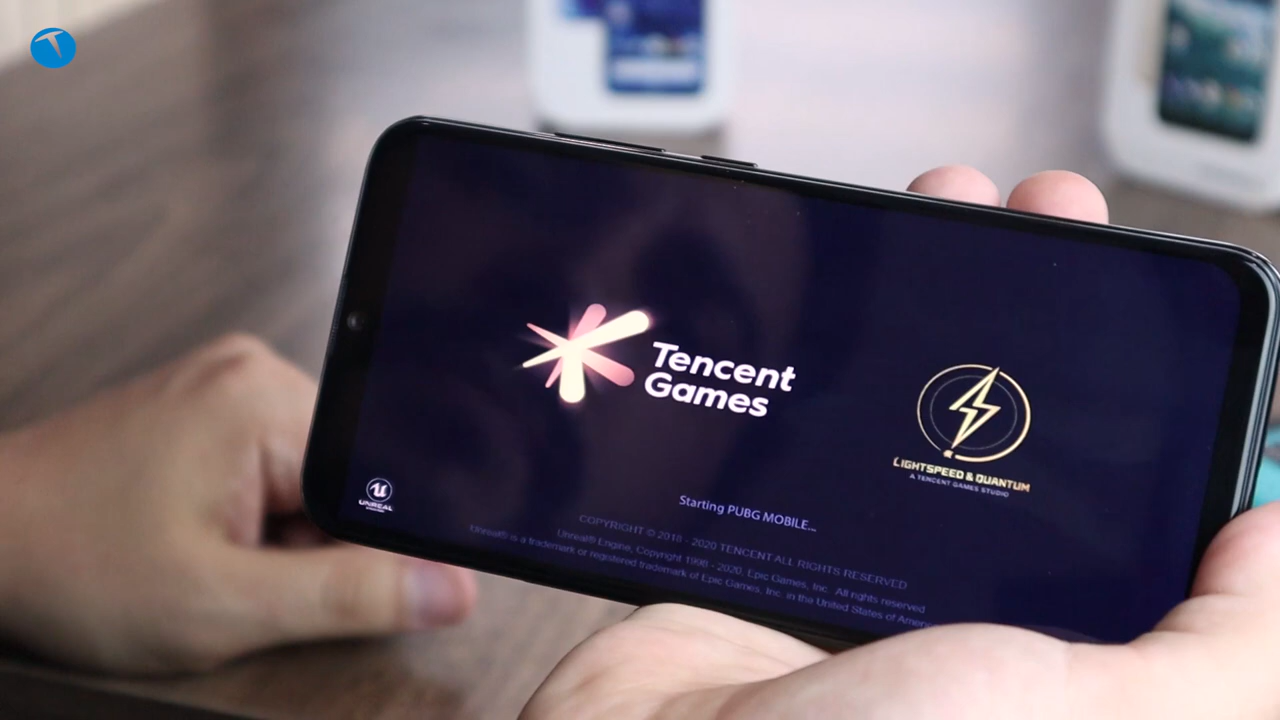 Tencent
Games
LIGHTSPEED & QUANTUM
A TENCENT GAMES STUDIO
UNREAL
Starting PUBG MOBILE...
COPYRIGHT © 2018 - 2020 TENCENT ALL RIGHTS RESERVED
Unreal® Engine, Copyright 1998 - 2020, Epic Games, Inc. All rights reserved
Unreal® is a trademark or registered trademark of Epic Games, Inc. in the United States of Americ